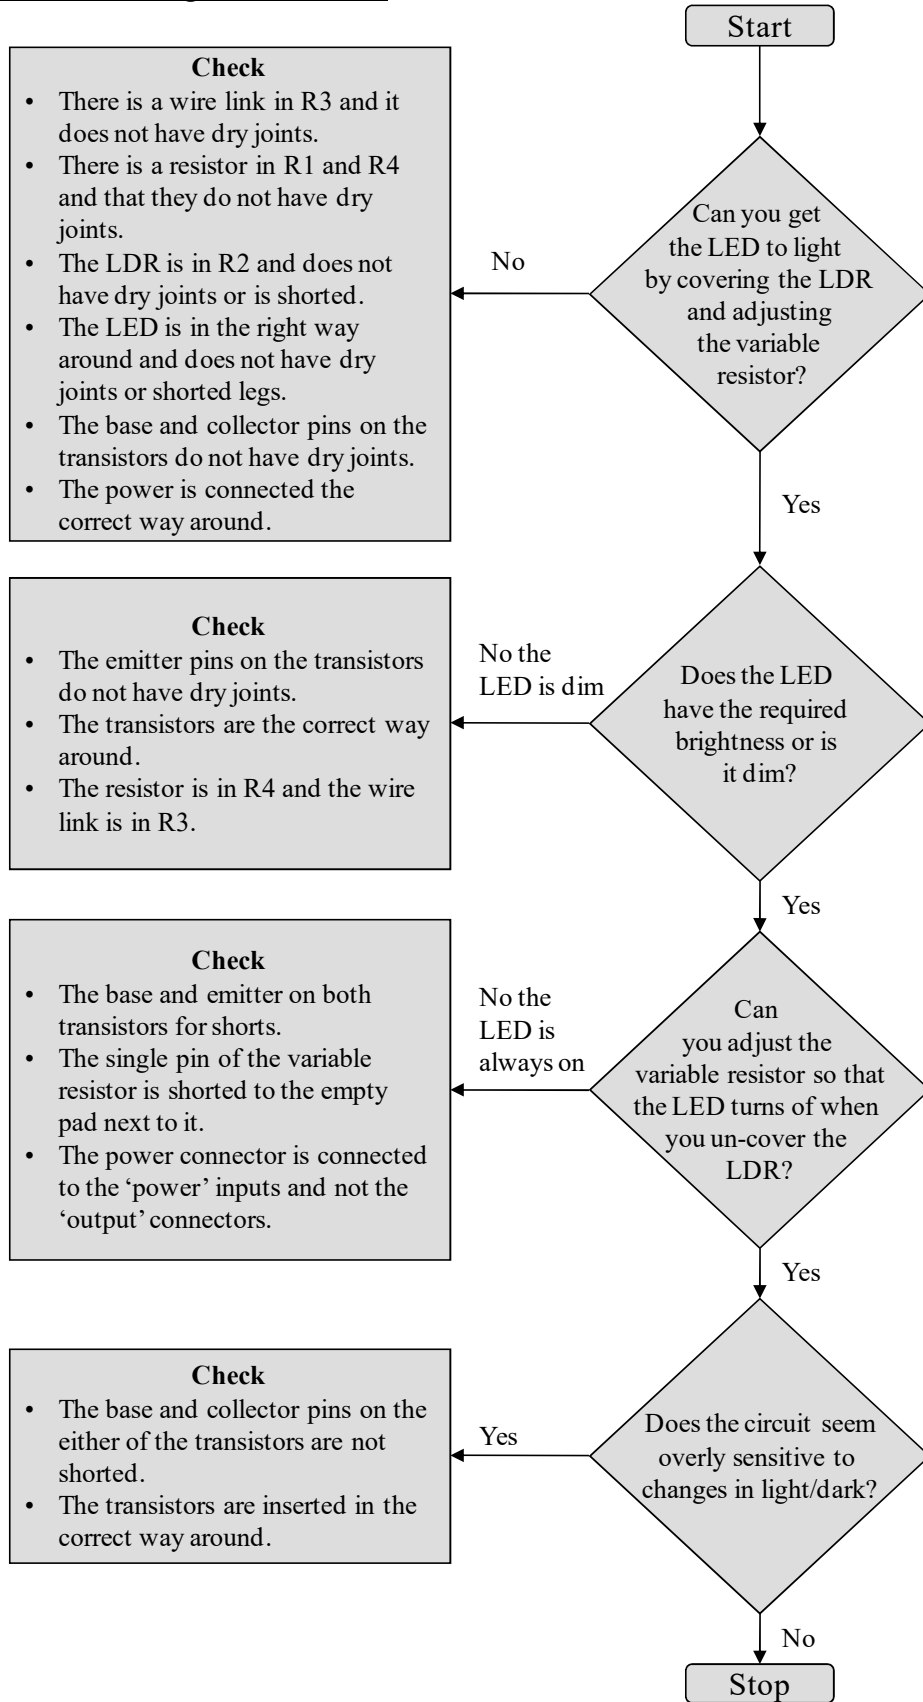 Start
Can you get
the LED to light
by covering the LDR
and adjusting
the variable
resistor?
No
Check
• There is a wire link in R3 and it
does not have dry joints.
• There is a resistor in R1 and R4
and that they do not have dry
joints.
• The LDR is in R2 and does not
have dry joints or is shorted.
• The LED is in the right way
around and does not have dry
joints or shorted legs.
• The base and collector pins on the
transistors do not have dry joints.
• The power is connected the
correct way around.
Yes
Does the LED
have the required
brightness or is
it dim?
No the
LED is dim
Check
• The emitter pins on the transistors
do not have dry joints.
• The transistors are the correct way
around.
• The resistor is in R4 and the wire
link is in R3.
Yes
Can
you adjust the
variable resistor so that
the LED turns of when
you un-cover the
LDR?
No the
LED is
always on
Check
• The base and emitter on both
transistors for shorts.
• The single pin of the variable
resistor is shorted to the empty
pad next to it.
• The power connector is connected
to the ‘power’ inputs and not the
‘output’ connectors.
Yes
Does the circuit seem
overly sensitive to
changes in light/dark?
Yes
Check
• The base and collector pins on the
either of the transistors are not
shorted.
• The transistors are inserted in the
correct way around.
No
Stop